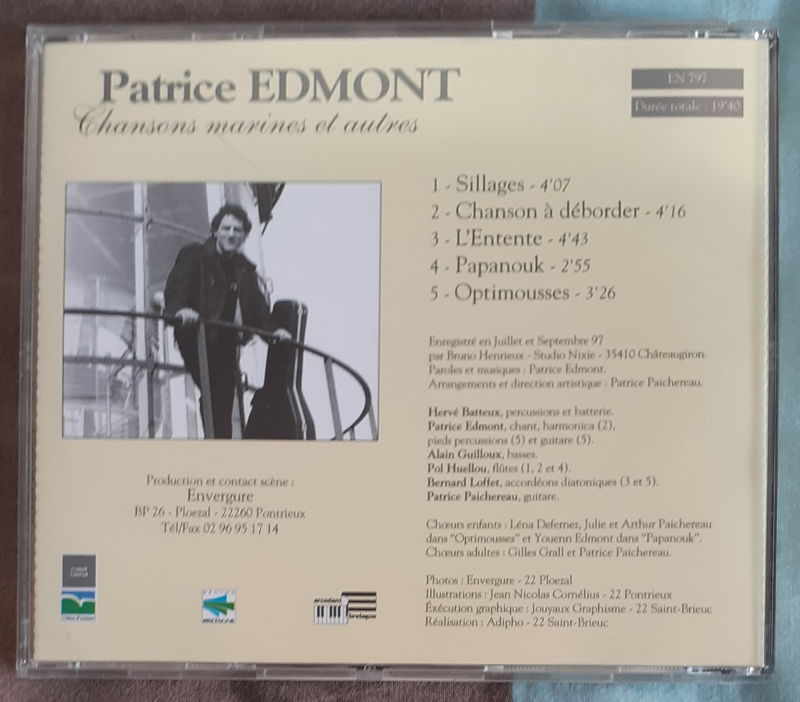 Patrice EDMONT
Chansons marines et autres
EN 797
Durée totale : 19'40
1 - Sillages - 4'07
2 - Chanson à déborder - 4'16
3 - L'Entente - 4'43
4 - Papanouk - 2'55
5 - Optimousses - 3'26
Enregistré en Juillet et Septembre 97
par Bruno Henrieux - Studio Nixie - 35410 Châteaugiron.
Paroles et musiques : Patrice Edmont.
Arrangements et direction artistique : Patrice Paichereau.
Hervé Batteux, percussions et batterie.
Patrice Edmont, chant, harmonica (2),
pieds percussions (5) et guitare (5).
Alain Guilloux, basses.
Pol Huellou, flûtes (1, 2 et 4).
Bernard Loffet, accordéons diatoniques (3 et 5).
Patrice Paichereau, guitare.
Chœurs enfants : Léna Defernez, Julie et Arthur Paichereau
dans "Optimousses" et Youenn Edmont dans "Papanouk".
Chœurs adultes : Gilles Grall et Patrice Paichereau.
Photos : Envergure - 22 Ploezal
Illustrations : Jean Nicolas Cornélius - 22 Pontrieux
Éxécution graphique : Jouyaux Graphisme - 22 Saint-Brieuc
Réalisation : Adipho - 22 Saint-Brieuc
Production et contact scène :
Envergure
BP 26 - Ploezal - 22260 Pontrieux
Tél/Fax 02 96 95 17 14
BRETAGNE